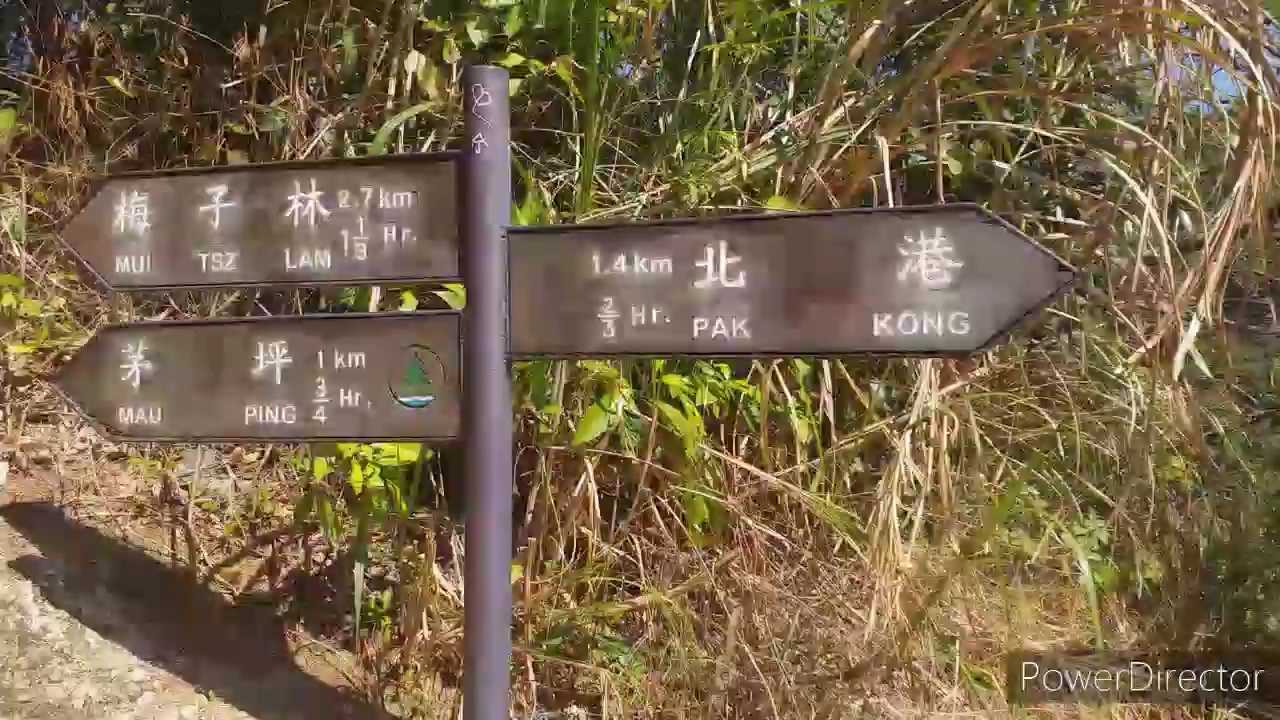 梅 子 林 2.7 km
MUI TSZ LAM 1 1/3 Hr.
茅 坪 1 km
MAU PING 3/4 Hr.
1.4 km 北 港
2/3 Hr. PAK KONG
PowerDirector